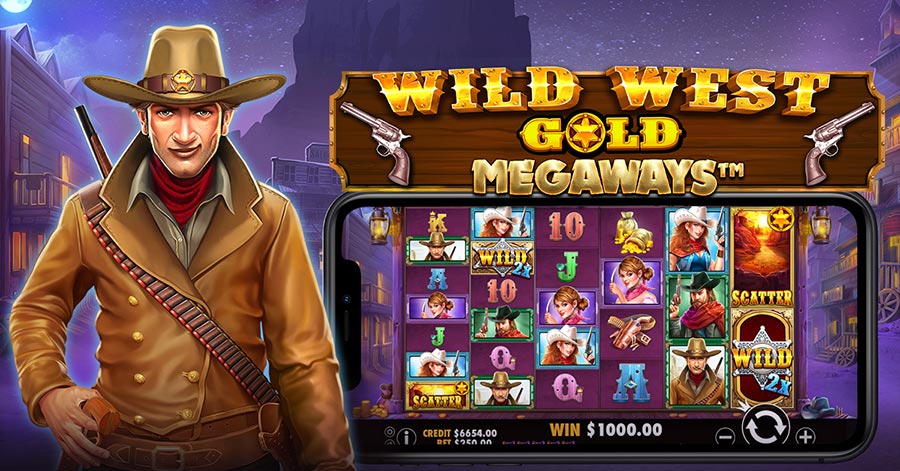 WILD WEST
GOLD
MEGAWAYS™
K
10
WILD 2x
SCATTER
A
10
J
J
Q
Q
A
SCATTER
WILD
2x
CREDIT $6654.00
BET $250.00
WIN $1000.00